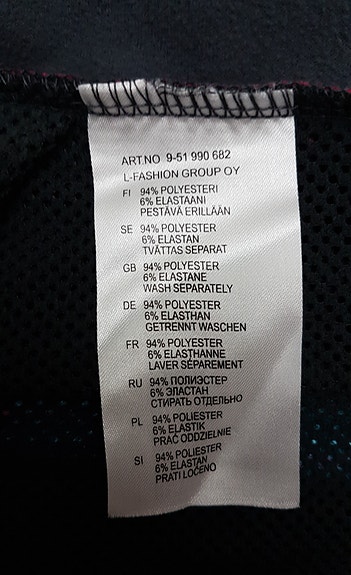 ART.NO 9-51 990 682
L-FASHION GROUP OY
FI 94% POLYESTERI
6% ELASTAANI
PESTÄVÄ ERILLÄÄN
SE 94% POLYESTER
6% ELASTAN
TVÄTTAS SEPARAT
GB 94% POLYESTER
6% ELASTANE
WASH SEPARATELY
DE 94% POLYESTER
6% ELASTHAN
GETRENNT WASCHEN
FR 94% POLYESTER
6% ELASTHANNE
LAVER SÉPAREMENT
RU 94% ПОЛИЭСТЕР
6% ЭЛАСТАН
СТИРАТЬ ОТДЕЛЬНО
PL 94% POLIESTER
6% ELASTIK
PRAĆ ODDZIELNIE
SI 94% POLIESTER
6% ELASTAN
PRATI LOČENO